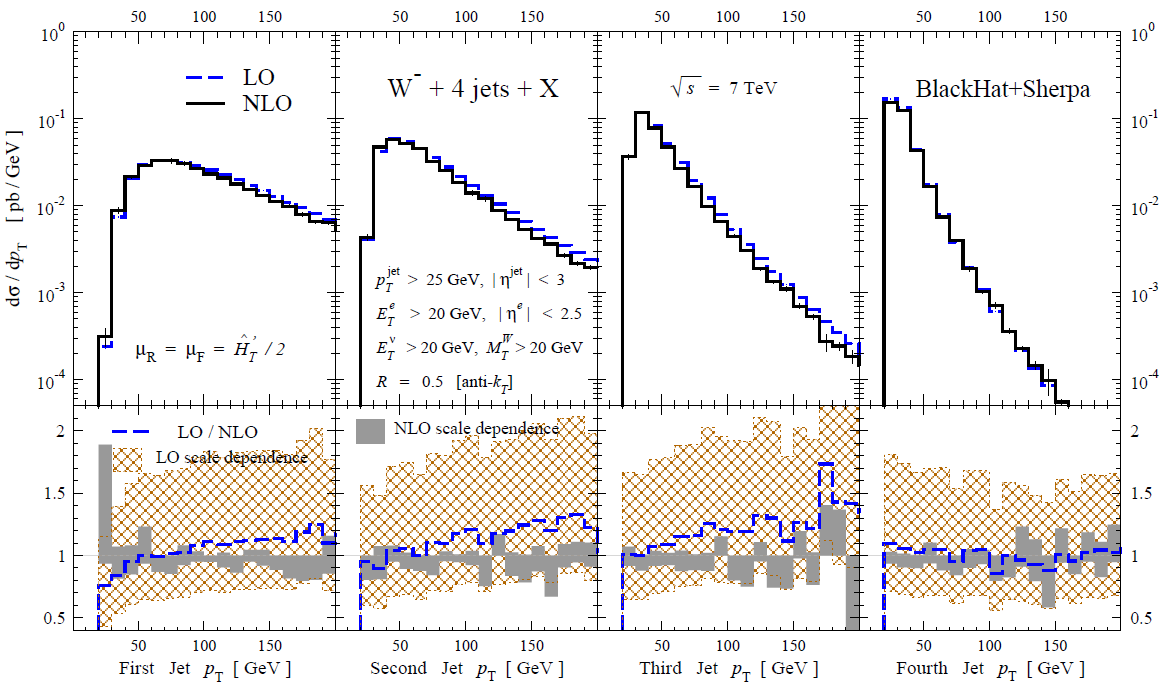 50 100 150 50 100 150 50 100 150 50 100 150
10^0 10^0
LO
NLO
W^- + 4 jets + X
√s = 7 TeV
BlackHat+Sherpa
10^-1 10^-1
dσ / dp_T [ pb / GeV ]
10^-2 10^-2
p_T^jet > 25 GeV, | η^jet | < 3
E_T^e > 20 GeV, | η^e | < 2.5
E_T^ν > 20 GeV, M_T^W > 20 GeV
R = 0.5 [anti-k_T]
10^-3 10^-3
μ_R = μ_F = Ĥ_T' / 2
10^-4 10^-4
LO / NLO
LO scale dependence
NLO scale dependence
2 2
1.5 1.5
1 1
0.5 0.5
50 100 150 50 100 150 50 100 150 50 100 150
First Jet p_T [ GeV ]
Second Jet p_T [ GeV ]
Third Jet p_T [ GeV ]
Fourth Jet p_T [ GeV ]